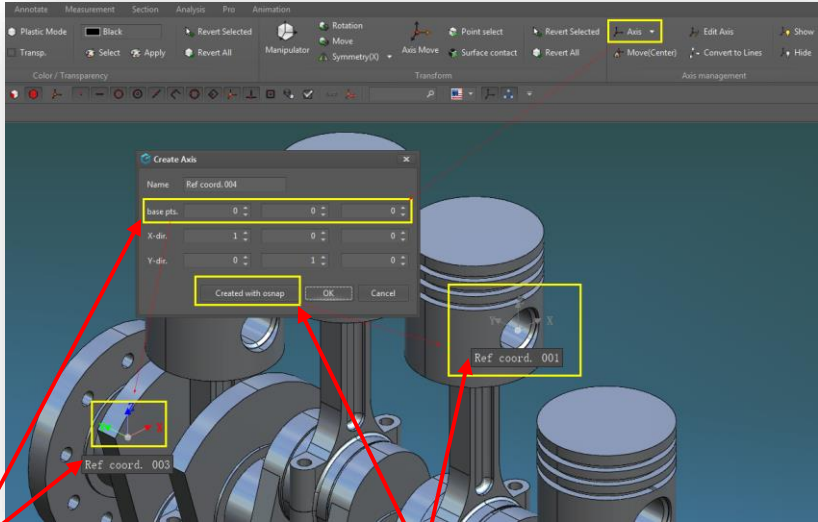 Annotate Measurement Section Analysis Pro Animation
Plastic Mode Black Revert Selected Rotation Point select Revert Selected Axis Edit Axis Show
Move
Transp. Select Apply Revert All Manipulator Symmetry(X) Axis Move Surface contact Revert All Move(Center) Convert to Lines Hide
Color / Transparency Transform Axis management
Create Axis
Name Ref coord.004
base pts. 0 0 0
X-dir. 1 0 0
Y-dir. 0 1 0
Created with osnap OK Cancel
Y X
Ref coord. 001
X
Ref coord. 003